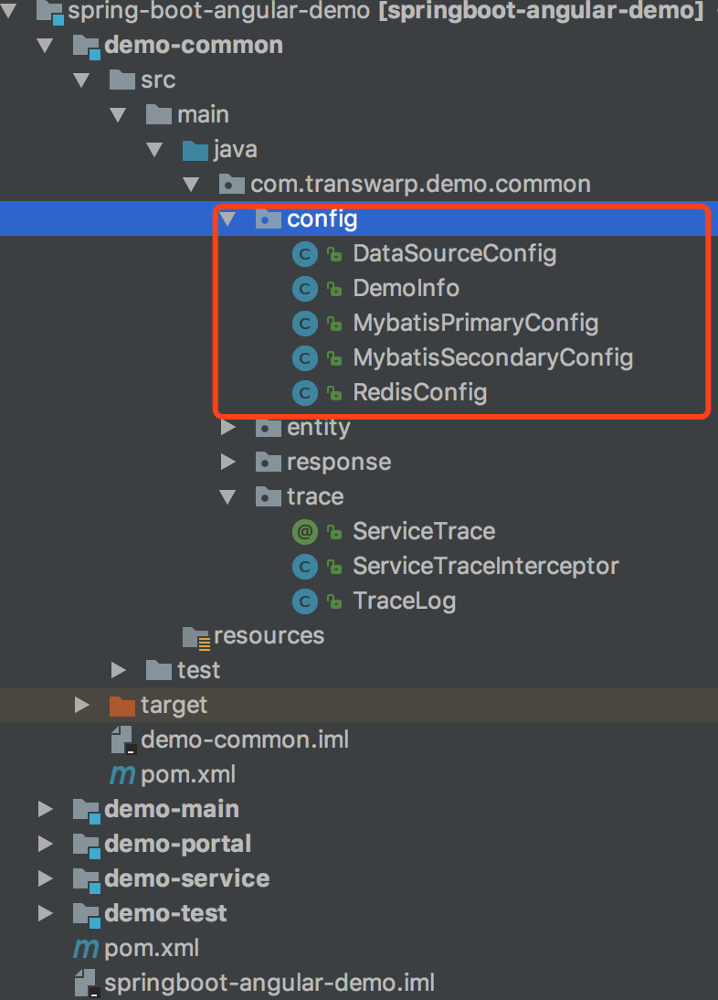 spring-boot-angular-demo [springboot-angular-demo]
demo-common
src
main
java
com.transwarp.demo.common
config
C DataSourceConfig
C DemoInfo
C MybatisPrimaryConfig
C MybatisSecondaryConfig
C RedisConfig
entity
response
trace
@ ServiceTrace
C ServiceTraceInterceptor
C TraceLog
resources
test
target
demo-common.iml
m pom.xml
demo-main
demo-portal
demo-service
demo-test
m pom.xml
springboot-angular-demo.iml